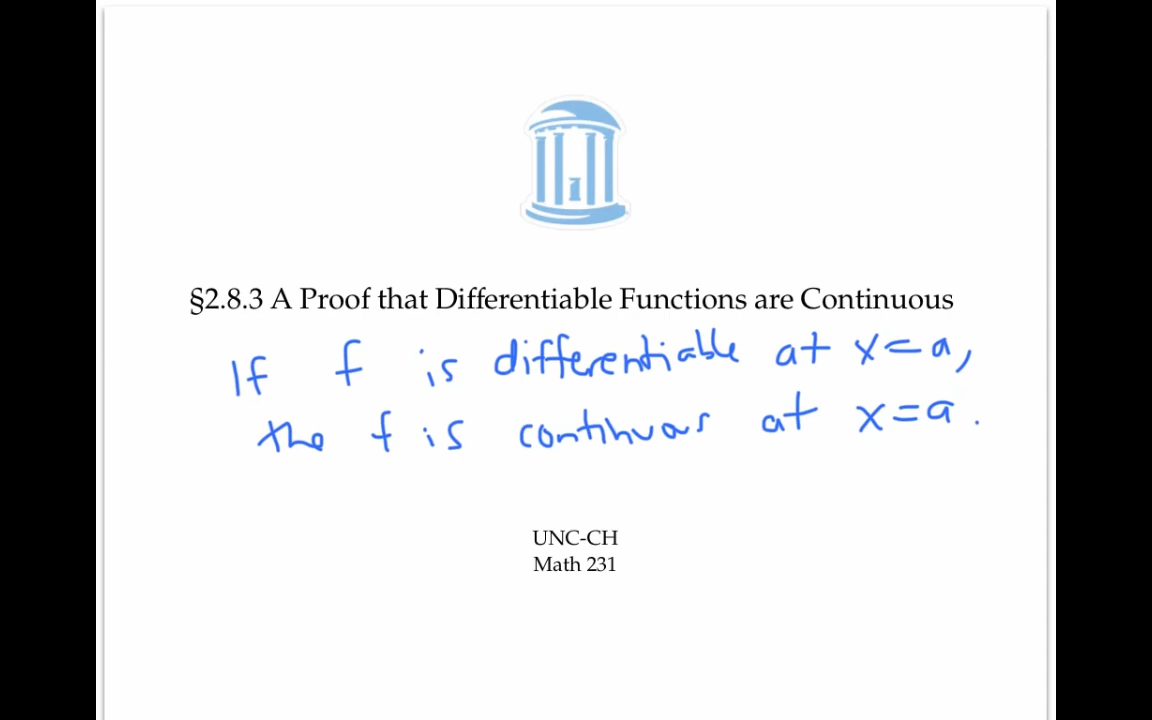 §2.8.3 A Proof that Differentiable Functions are Continuous
If f is differentiable at x=a,
the f is continuous at x=a.
UNC-CH
Math 231